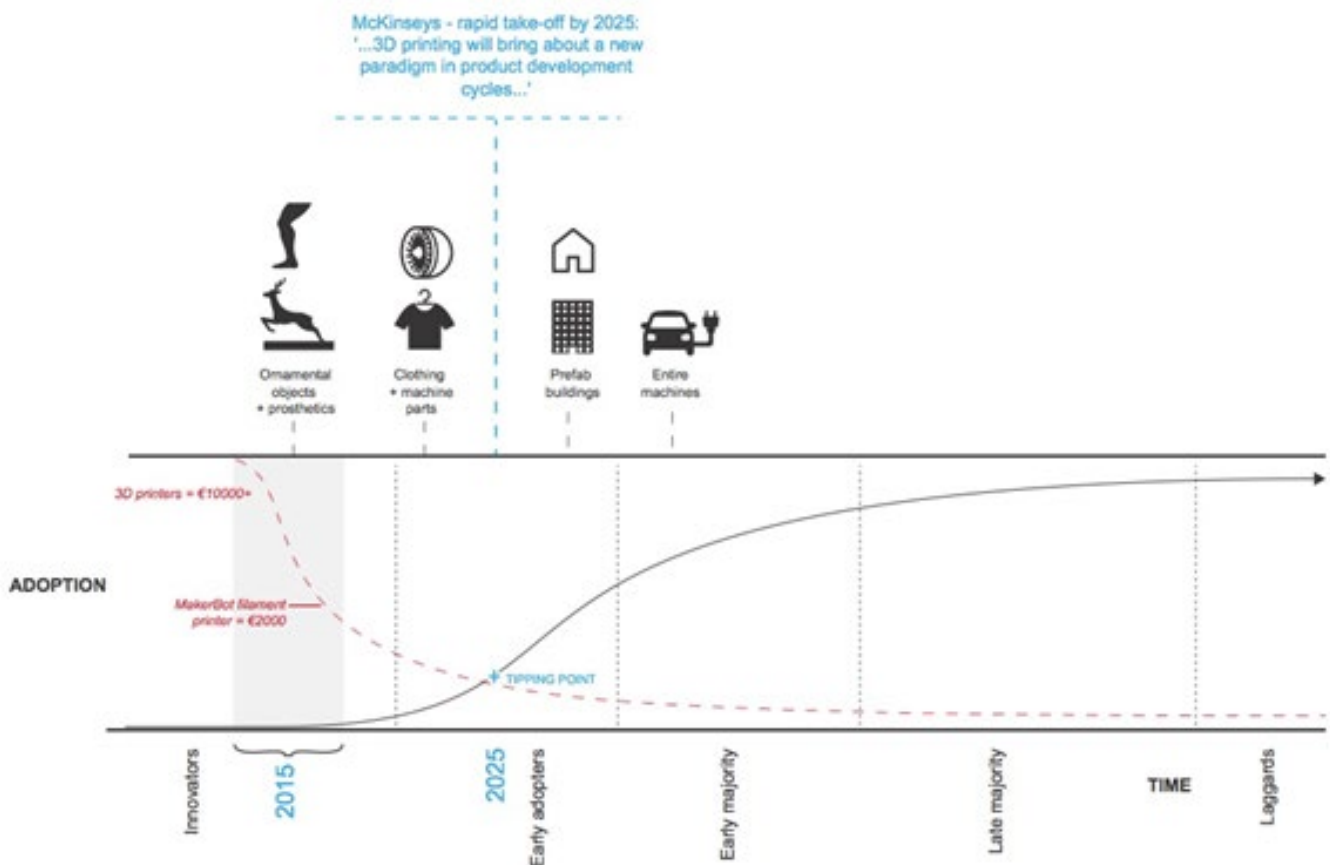 McKinseys - rapid take-off by 2025:
'...3D printing will bring about a new
paradigm in product development
cycles...'
Ornamental
objects
+ prosthetics
Clothing
+ machine
parts
Prefab
buildings
Entire
machines
3D printers = €10000+
ADOPTION
MakerBot filament
printer = €2000
TIPPING POINT
Innovators
2015
2025
Early adopters
Early majority
Late majority
TIME
Laggards